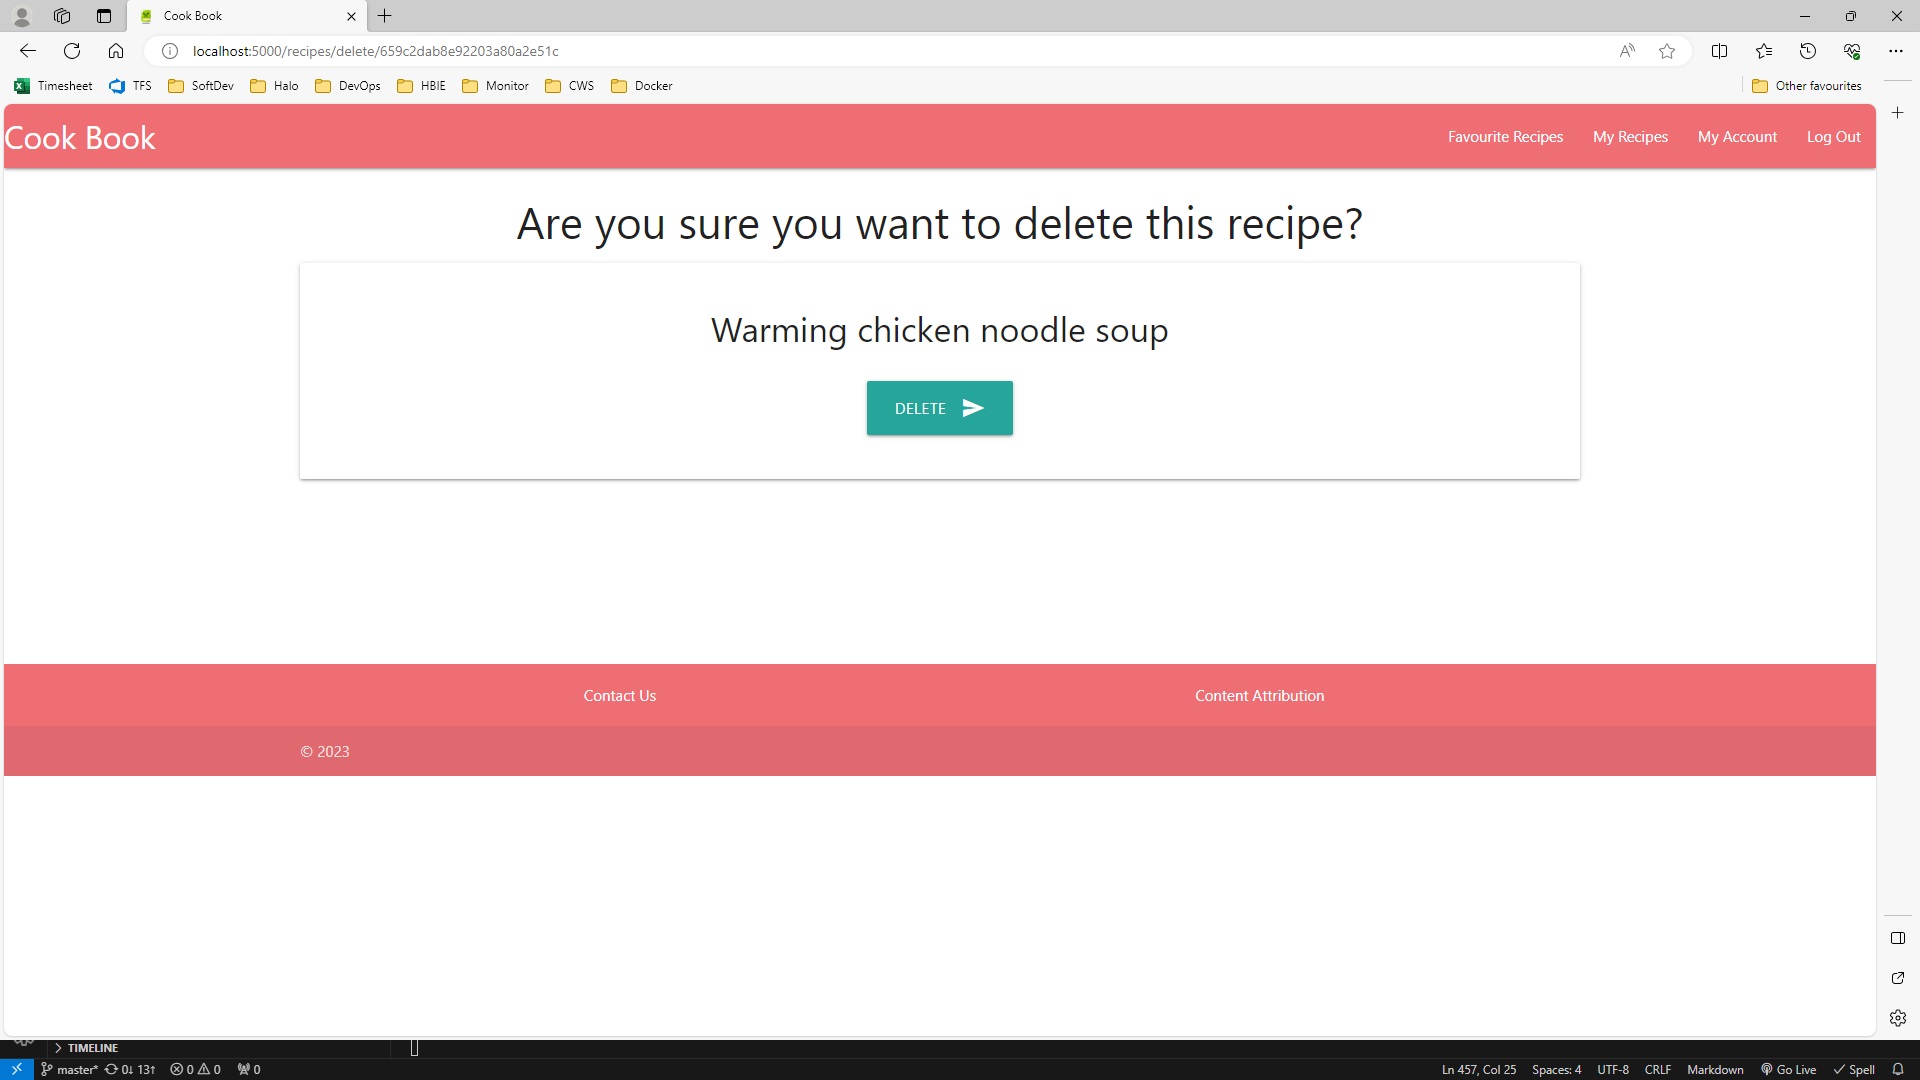 Cook Book
localhost:5000/recipes/delete/659c2dab8e92203a80a2e51c
Timesheet TFS SoftDev Halo DevOps HBIE Monitor CWS Docker Other favourites
Cook Book Favourite Recipes My Recipes My Account Log Out
Are you sure you want to delete this recipe?
Warming chicken noodle soup
DELETE
Contact Us Content Attribution
© 2023
TIMELINE
master* 0↓ 13↑ 0 0 0 Ln 457, Col 25 Spaces: 4 UTF-8 CRLF Markdown Go Live Spell